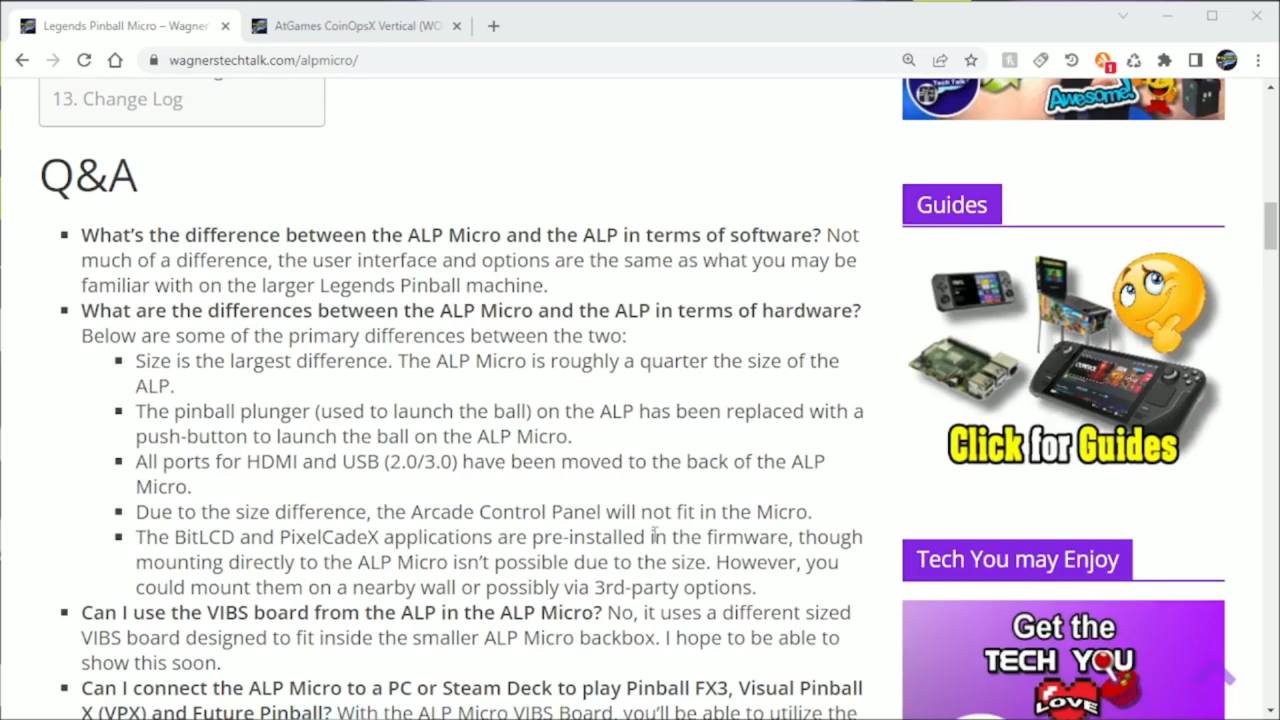 Legends Pinball Micro – Wagner
AtGames CoinOpsX Vertical (WO
wagnerstechtalk.com/alpmicro/
1
13. Change Log
Tech Talk
Awesome!
Q&A
Guides
What's the difference between the ALP Micro and the ALP in terms of software? Not
much of a difference, the user interface and options are the same as what you may be
familiar with on the larger Legends Pinball machine.
What are the differences between the ALP Micro and the ALP in terms of hardware?
Below are some of the primary differences between the two:
Size is the largest difference. The ALP Micro is roughly a quarter the size of the
ALP.
The pinball plunger (used to launch the ball) on the ALP has been replaced with a
push-button to launch the ball on the ALP Micro.
All ports for HDMI and USB (2.0/3.0) have been moved to the back of the ALP
Micro.
Due to the size difference, the Arcade Control Panel will not fit in the Micro.
The BitLCD and PixelCadeX applications are pre-installed in the firmware, though
mounting directly to the ALP Micro isn't possible due to the size. However, you
could mount them on a nearby wall or possibly via 3rd-party options.
Can I use the VIBS board from the ALP in the ALP Micro? No, it uses a different sized
VIBS board designed to fit inside the smaller ALP Micro backbox. I hope to be able to
show this soon.
Can I connect the ALP Micro to a PC or Steam Deck to play Pinball FX3, Visual Pinball
X (VPX) and Future Pinball? the ALP Micro VIBS Board, you'll be able to utilize the
Click for Guides
Tech You may Enjoy
Get the
TECH YOU
LOVE